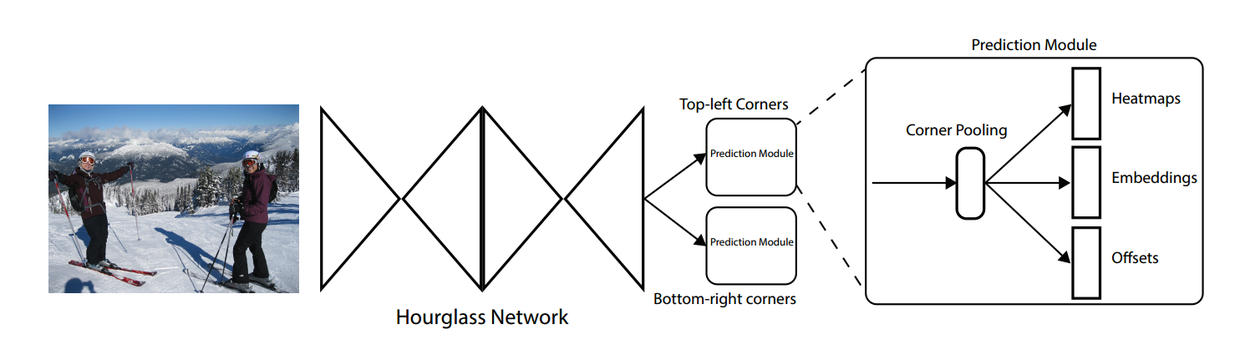 Prediction Module
Top-left Corners
Heatmaps
Corner Pooling
Prediction Module
Embeddings
Prediction Module
Offsets
Bottom-right corners
Hourglass Network